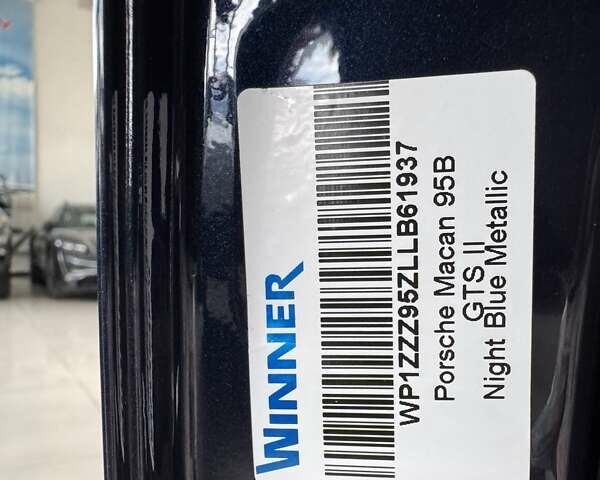 WINNER
WP1ZZZ95ZLLB61937
Porsche Macan 95B
GTS II
Night Blue Metallic